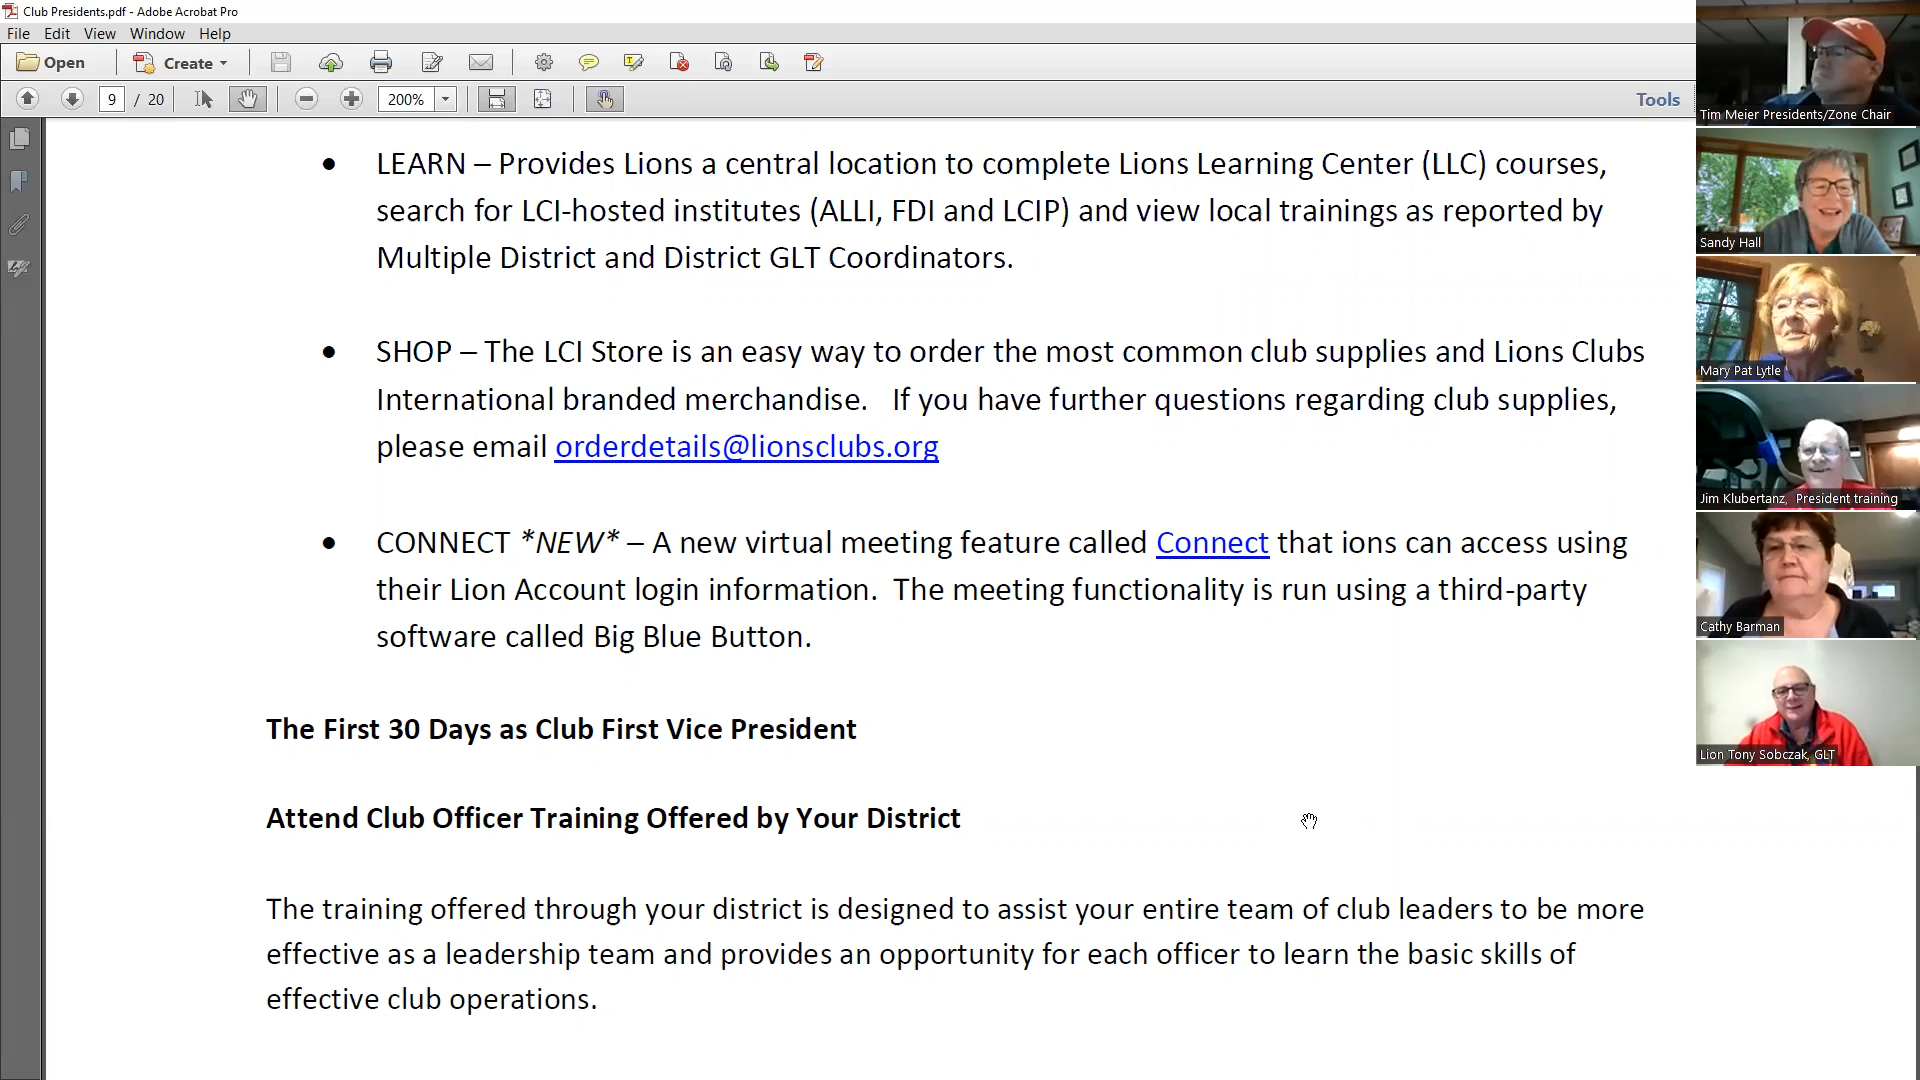 Club Presidents.pdf - Adobe Acrobat Pro
File Edit View Window Help
Open Create
9 / 20 200% Tools
• LEARN – Provides Lions a central location to complete Lions Learning Center (LLC) courses,
search for LCI-hosted institutes (ALLI, FDI and LCIP) and view local trainings as reported by
Multiple District and District GLT Coordinators.
• SHOP – The LCI Store is an easy way to order the most common club supplies and Lions Clubs
International branded merchandise. If you have further questions regarding club supplies,
please email orderdetails@lionsclubs.org
• CONNECT *NEW* – A new virtual meeting feature called Connect that ions can access using
their Lion Account login information. The meeting functionality is run using a third-party
software called Big Blue Button.
The First 30 Days as Club First Vice President
Attend Club Officer Training Offered by Your District
The training offered through your district is designed to assist your entire team of club leaders to be more
effective as a leadership team and provides an opportunity for each officer to learn the basic skills of
effective club operations.
Tim Meier Presidents/Zone Chair
Sandy Hall
Mary Pat Lytle
Jim Klubertanz, President training
Cathy Barman
Lion Tony Sobczak, GLT